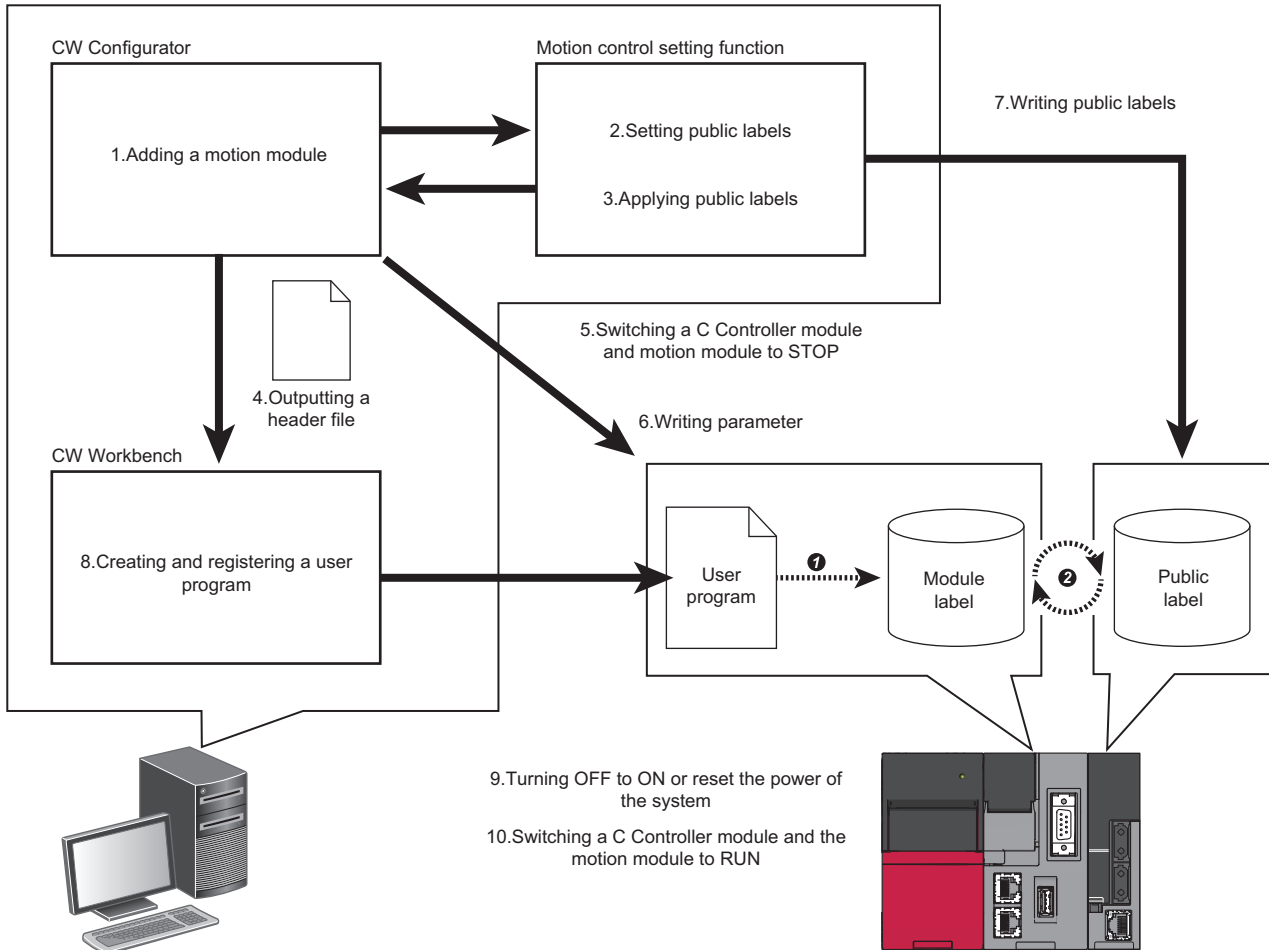 CW Configurator
Motion control setting function
1.Adding a motion module
2.Setting public labels
3.Applying public labels
7.Writing public labels
4.Outputting a
header file
5.Switching a C Controller module
and motion module to STOP
6.Writing parameter
CW Workbench
8.Creating and registering a user
program
User
program
1
Module
label
2
Public
label
9.Turning OFF to ON or reset the power of
the system
10.Switching a C Controller module and the
motion module to RUN